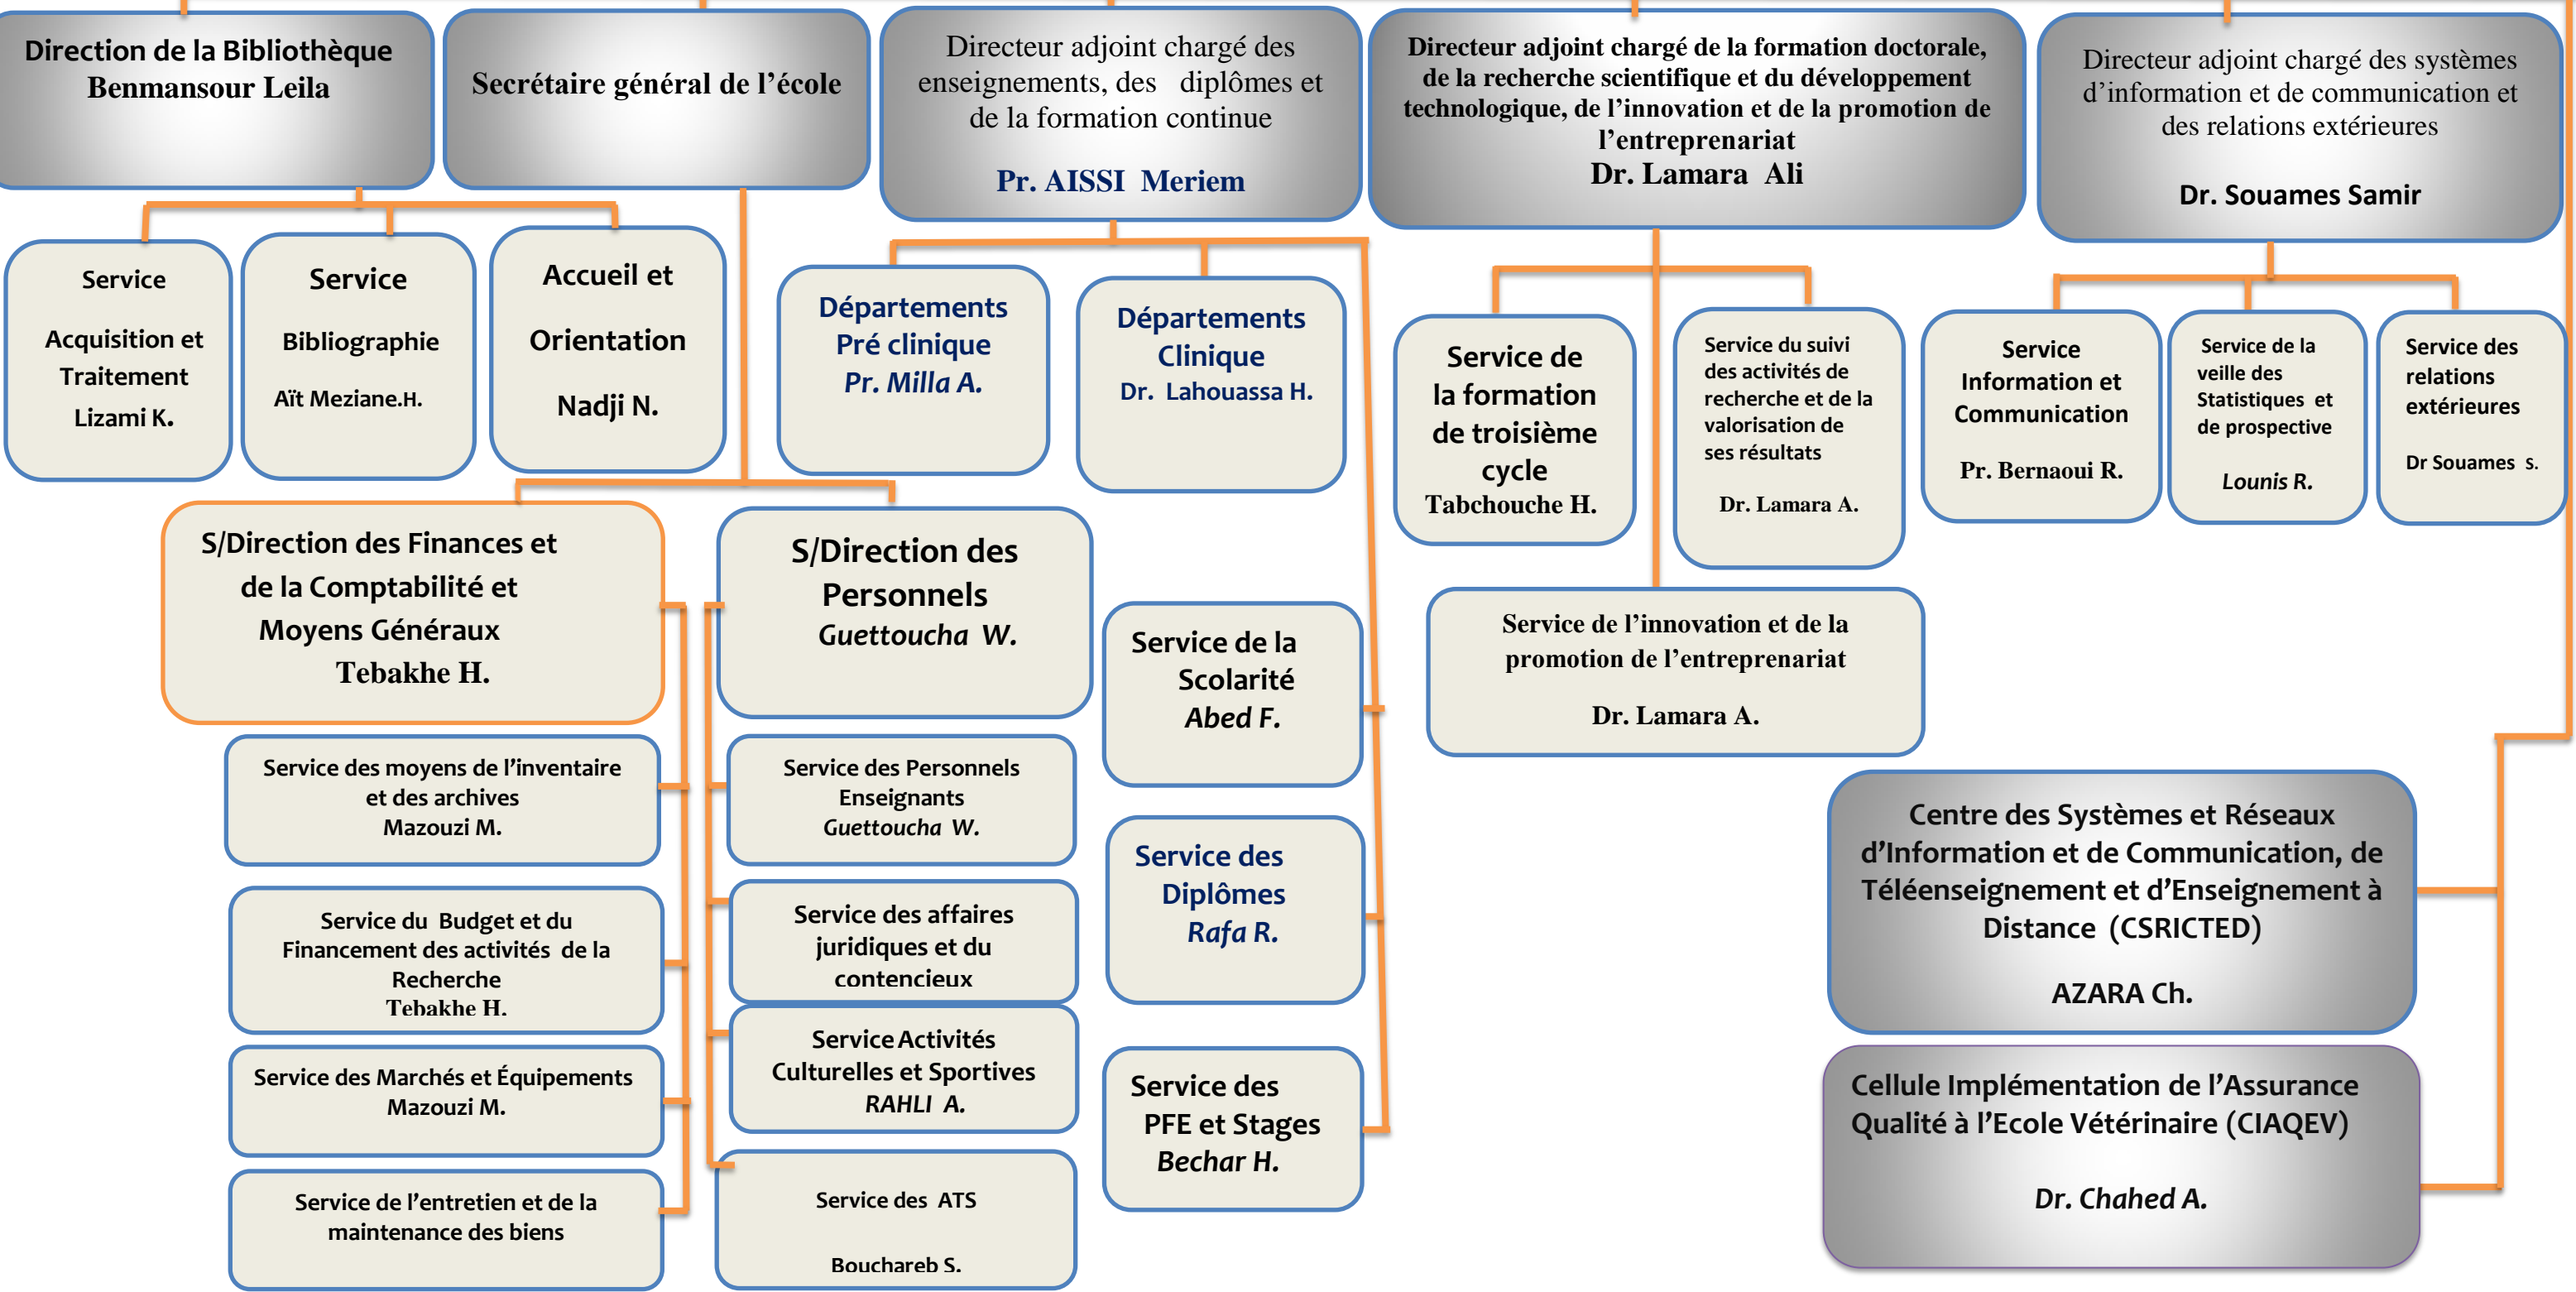 Direction de la Bibliothèque
Benmansour Leila
Secrétaire général de l’école
Directeur adjoint chargé des
enseignements, des diplômes et
de la formation continue
Pr. AISSI Meriem
Directeur adjoint chargé de la formation doctorale,
de la recherche scientifique et du développement
technologique, de l’innovation et de la promotion de
l’entreprenariat
Dr. Lamara Ali
Directeur adjoint chargé des systèmes
d’information et de communication et
des relations extérieures
Dr. Souames Samir
Service
Acquisition et
Traitement
Lizami K.
Service
Bibliographie
Aït Meziane.H.
Accueil et
Orientation
Nadji N.
Départements
Pré clinique
Pr. Milla A.
Départements
Clinique
Dr. Lahouassa H.
Service de
la formation
de troisième
cycle
Tabchouche H.
Service du suivi
des activités de
recherche et de la
valorisation de
ses résultats
Dr. Lamara A.
Service
Information et
Communication
Pr. Bernaoui R.
Service de la
veille des
Statistiques et
de prospective
Lounis R.
Service des
relations
extérieures
Dr Souames s.
S/Direction des Finances et
de la Comptabilité et
Moyens Généraux
Tebakhe H.
S/Direction des
Personnels
Guettoucha W.
Service de la
Scolarité
Abed F.
Service de l’innovation et de la
promotion de l’entreprenariat
Dr. Lamara A.
Service des moyens de l’inventaire
et des archives
Mazouzi M.
Service des Personnels
Enseignants
Guettoucha W.
Service des
Diplômes
Rafa R.
Centre des Systèmes et Réseaux
d’Information et de Communication, de
Téléenseignement et d’Enseignement à
Distance (CSRICTED)
AZARA Ch.
Service du Budget et du
Financement des activités de la
Recherche
Tebakhe H.
Service des affaires
juridiques et du
contencieux
Service Activités
Culturelles et Sportives
RAHLI A.
Service des
PFE et Stages
Bechar H.
Cellule Implémentation de l’Assurance
Qualité à l’Ecole Vétérinaire (CIAQEV)
Dr. Chahed A.
Service des Marchés et Équipements
Mazouzi M.
Service de l’entretien et de la
maintenance des biens
Service des ATS
Bouchareb S.